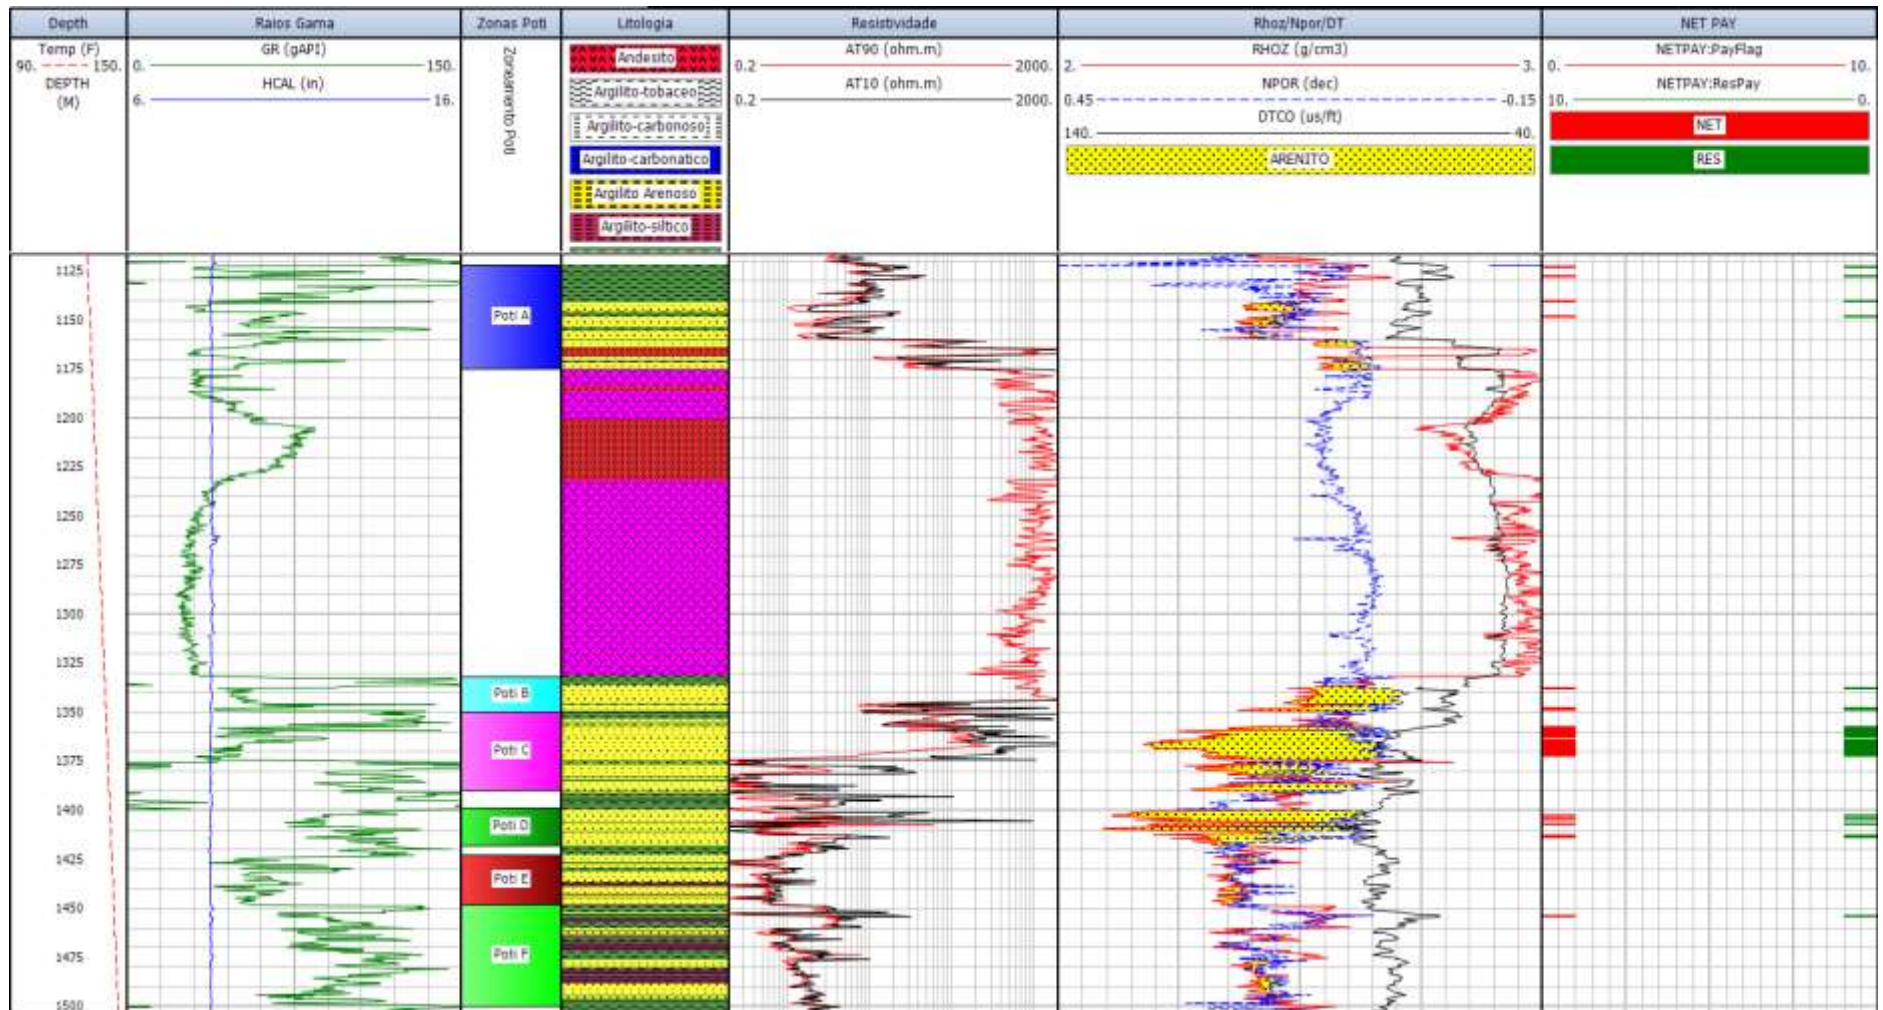 Depth
Raios Gama
Zonas Poti
Litologia
Resistividade
Rhoz/Npor/DT
NET PAY
Temp (F)
90. 150.
DEPTH
(M)
GR (gAPI)
0. 150.
HCAL (in)
6. 16.
Zoneamento Poti
Andesito
Argilito-tobaceo
Argilito-carbonoso
Argilito-carbonatico
Argilito Arenoso
Argilito-siltico
AT90 (ohm.m)
0.2 2000.
AT10 (ohm.m)
0.2 2000.
RHOZ (g/cm3)
2. 3.
NPOR (dec)
0.45 -0.15
DTCO (us/ft)
140. 40.
ARENITO
NETPAY:PayFlag
0. 10.
NETPAY:ResPay
10. 0.
NET
RES
1125
1150
1175
1200
1225
1250
1275
1300
1325
1350
1375
1400
1425
1450
1475
1500
Poti A
Poti B
Poti C
Poti D
Poti E
Poti F